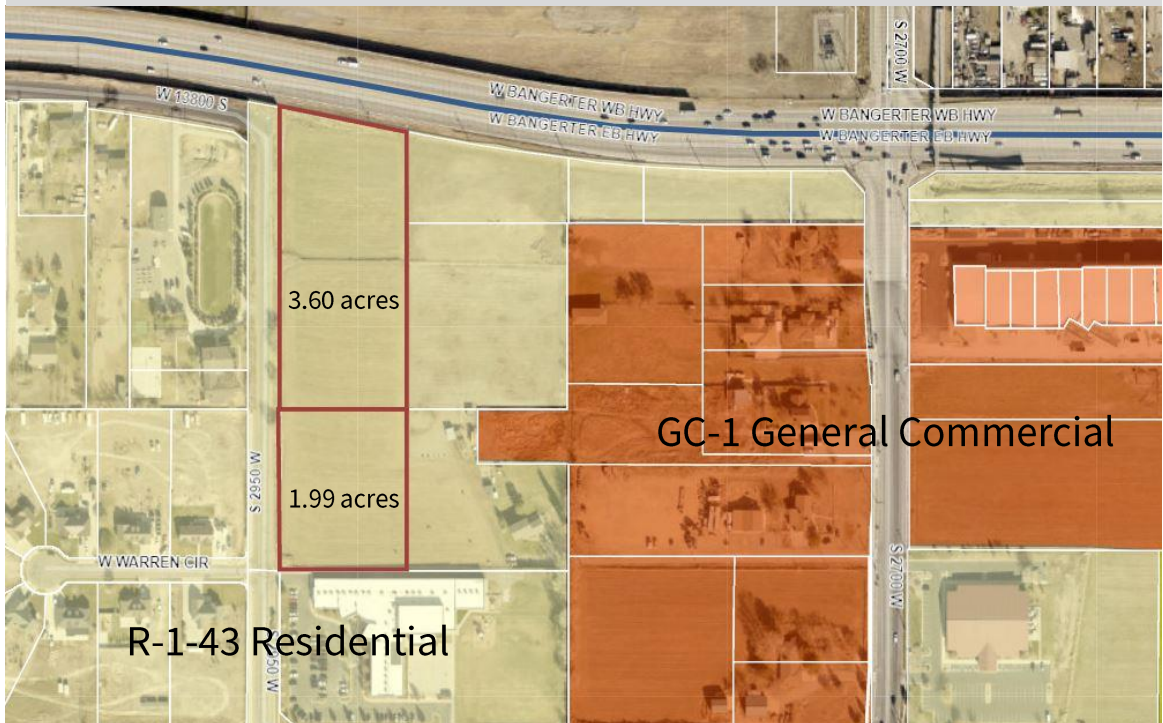 S 2700 W
W 13800 S
W BANGERTER WB HWY
W BANGERTER EB HWY
W BANGERTER WB HWY
W BANGERTER EB HWY
3.60 acres
GC-1 General Commercial
S 2950 W
1.99 acres
W WARREN CIR
S 2700 W
R-1-43 Residential
2950 W